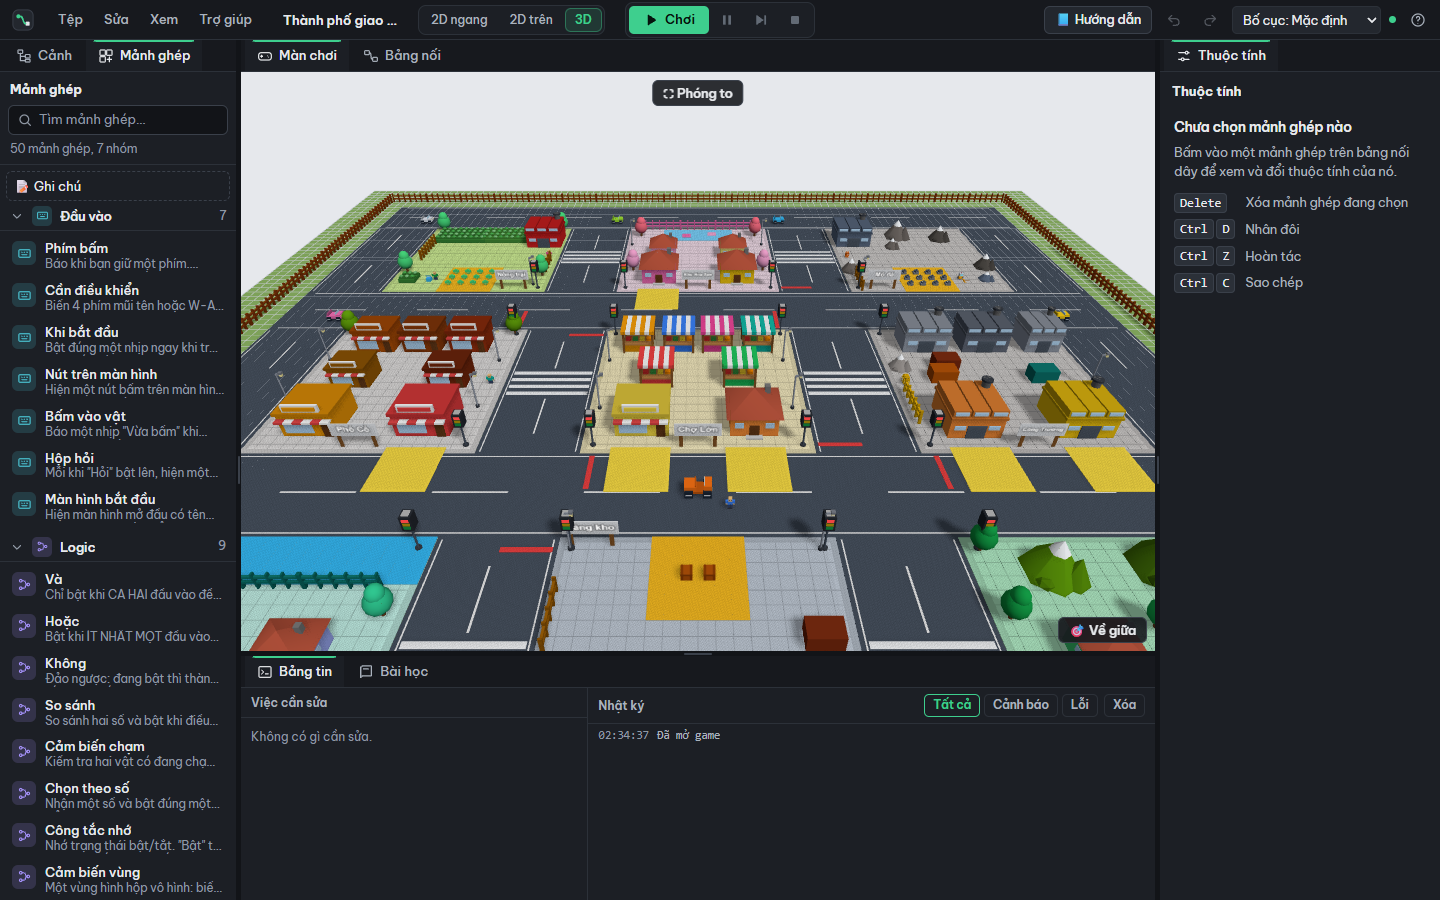 Tệp Sửa Xem Trợ giúp Thành phố giao ... 2D ngang 2D trên 3D Chơi Hướng dẫn Bố cục: Mặc định
Cảnh Mảnh ghép
Màn chơi Bảng nối
Thuộc tính
Mảnh ghép
Tìm mảnh ghép...
50 mảnh ghép, 7 nhóm
Ghi chú
Đầu vào 7
Phím bấm
Báo khi bạn giữ một phím....
Cần điều khiển
Biến 4 phím mũi tên hoặc W-A...
Khi bắt đầu
Bật đúng một nhịp ngay khi tr...
Nút trên màn hình
Hiện một nút bấm trên màn hìn...
Bấm vào vật
Báo một nhịp "Vừa bấm" khi...
Hộp hỏi
Mỗi khi "Hỏi" bật lên, hiện một...
Màn hình bắt đầu
Hiện màn hình mở đầu có tên...
Logic 9
Và
Chỉ bật khi CẢ HAI đầu vào đề...
Hoặc
Bật khi ÍT NHẤT MỘT đầu vào...
Không
Đảo ngược: đang bật thì thàn...
So sánh
So sánh hai số và bật khi điều...
Cảm biến chạm
Kiểm tra hai vật có đang chạ...
Chọn theo số
Nhận một số và bật đúng một...
Công tắc nhớ
Nhớ trạng thái bật/tắt. "Bật" t...
Cảm biến vùng
Một vùng hình hộp vô hình: biế...
Phóng to
Phố Cổ
Chợ Lớn
Về giữa
Bảng tin Bài học
Việc cần sửa
Không có gì cần sửa.
Nhật ký Tất cả Cảnh báo Lỗi Xóa
02:34:37 Đã mở game
Thuộc tính
Chưa chọn mảnh ghép nào
Bấm vào một mảnh ghép trên bảng nối
dây để xem và đổi thuộc tính của nó.
Delete Xóa mảnh ghép đang chọn
Ctrl D Nhân đôi
Ctrl Z Hoàn tác
Ctrl C Sao chép